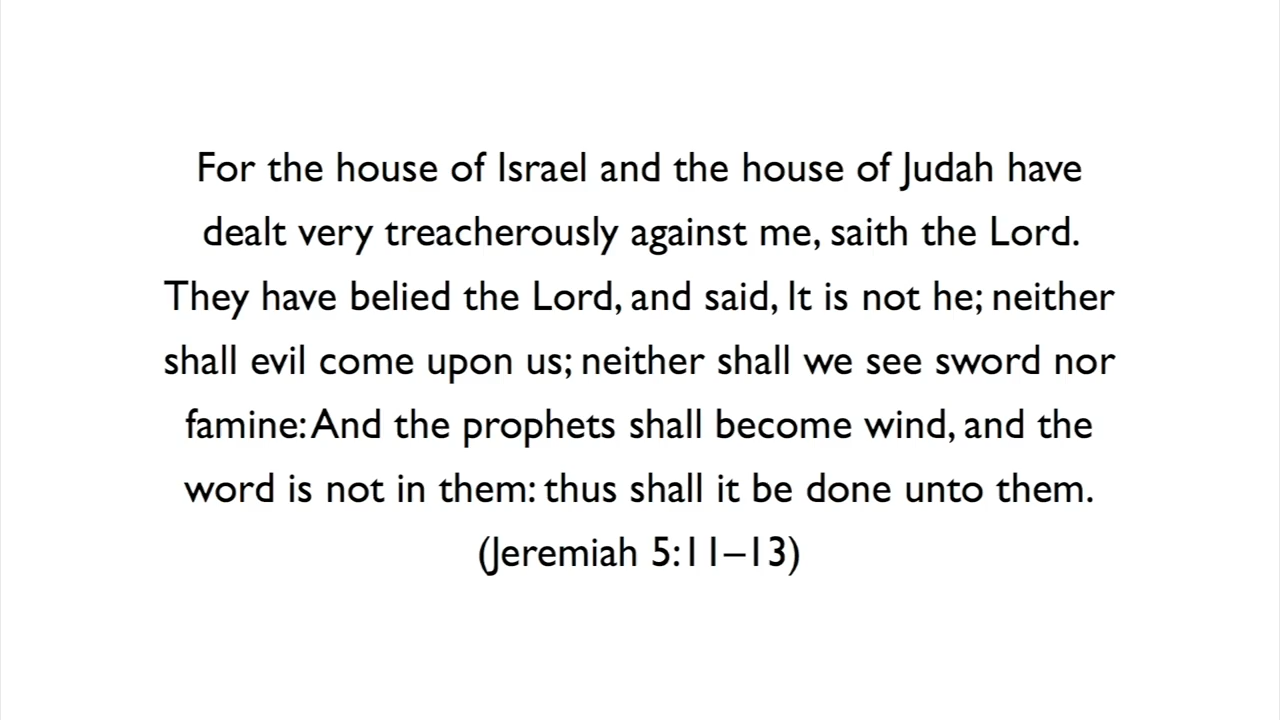 For the house of Israel and the house of Judah have
dealt very treacherously against me, saith the Lord.
They have belied the Lord, and said, It is not he; neither
shall evil come upon us; neither shall we see sword nor
famine: And the prophets shall become wind, and the
word is not in them: thus shall it be done unto them.
(Jeremiah 5:11–13)